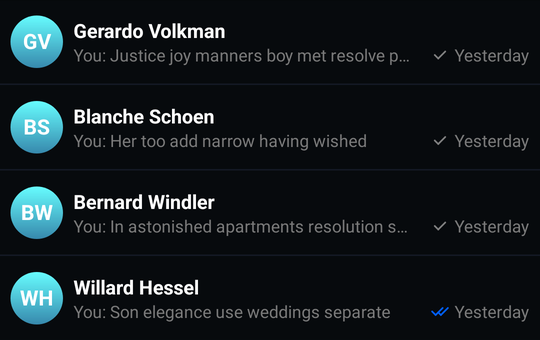 GV
Gerardo Volkman
You: Justice joy manners boy met resolve p... Yesterday
BS
Blanche Schoen
You: Her too add narrow having wished Yesterday
BW
Bernard Windler
You: In astonished apartments resolution s... Yesterday
WH
Willard Hessel
You: Son elegance use weddings separate Yesterday